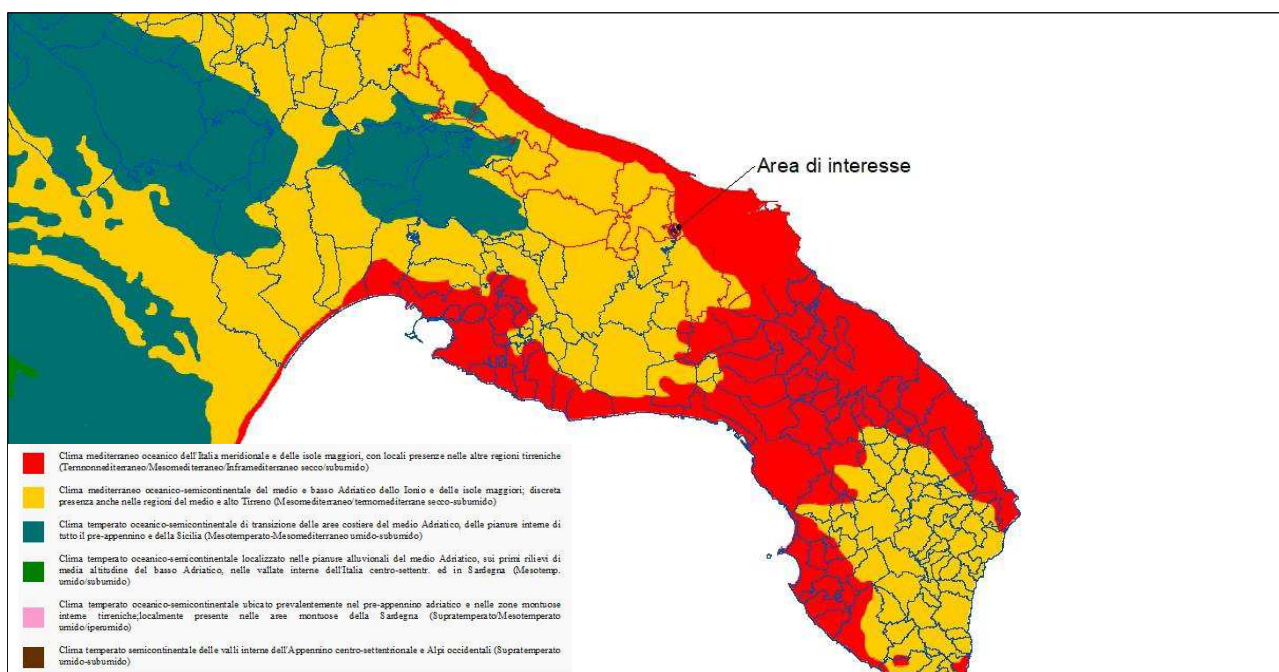 Area di interesse
Clima mediterraneo oceanico dell'Italia meridionale e delle isole maggiori, con locali presenze nelle altre regioni tirreniche
(Ternnonnediteraneo/Mesomediteraneo/Inframediteraneo secco/subumido)
Clima mediterraneo oceanico-semicontinentale del medio e basso Adriatico dello Ionio e delle isole maggiori; discreta
presenza anche nelle regioni del medio e alto Tirreno (Mesomediterraneo/termomediterrane secco-subumido)
Clima temperato oceanico-semicontinentale di transizione delle aree costiere del medio Adriatico, delle pianure interne di
tutto il pre-appennino e della Sicilia (Mesotemperato-Mesomediterraneo umido-subumido)
Clima temperato oceanico-semicontinentale localizzato nelle pianure alluvionali del medio Adriatico, sui primi rilievi di
media altitudine del basso Adriatico, nelle vallate interne dell'Italia centro-settentr. ed in Sardegna (Mesotemp.
umido/subumido)
Clima temperato oceanico-semicontinentale ubicato prevalentemente nel pre-appennino adriatico e nelle zone montuose
interne tirreniche;localmente presente nelle aree montuose della Sardegna (Supratemperato/Mesotemperato
umido/iperumido)
Clima temperato semicontinentale delle valli interne dell'Appennino centro-settentrionale e Alpi occidentali (Supratemperato
umido-subumido)